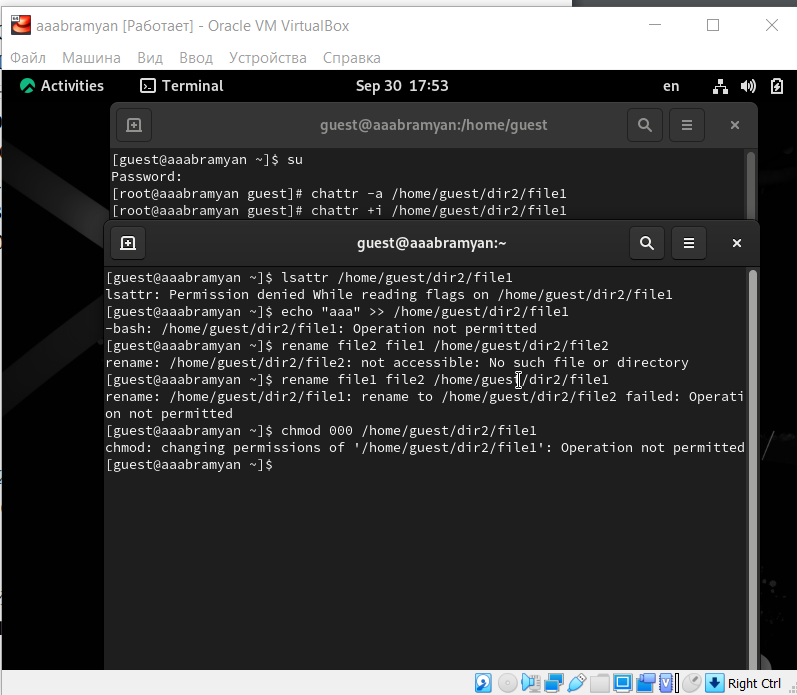 aaabramyan [Работает] - Oracle VM VirtualBox
Файл Машина Вид Ввод Устройства Справка
Activities Terminal Sep 30 17:53 en
guest@aaabramyan:/home/guest
[guest@aaabramyan ~]$ su
Password:
[root@aaabramyan guest]# chattr -a /home/guest/dir2/file1
[root@aaabramyan guest]# chattr +i /home/guest/dir2/file1
guest@aaabramyan:~
[guest@aaabramyan ~]$ lsattr /home/guest/dir2/file1
lsattr: Permission denied While reading flags on /home/guest/dir2/file1
[guest@aaabramyan ~]$ echo "aaa" >> /home/guest/dir2/file1
-bash: /home/guest/dir2/file1: Operation not permitted
[guest@aaabramyan ~]$ rename file2 file1 /home/guest/dir2/file2
rename: /home/guest/dir2/file2: not accessible: No such file or directory
[guest@aaabramyan ~]$ rename file1 file2 /home/guest/dir2/file1
rename: /home/guest/dir2/file1: rename to /home/guest/dir2/file2 failed: Operati
on not permitted
[guest@aaabramyan ~]$ chmod 000 /home/guest/dir2/file1
chmod: changing permissions of '/home/guest/dir2/file1': Operation not permitted
[guest@aaabramyan ~]$
Right Ctrl